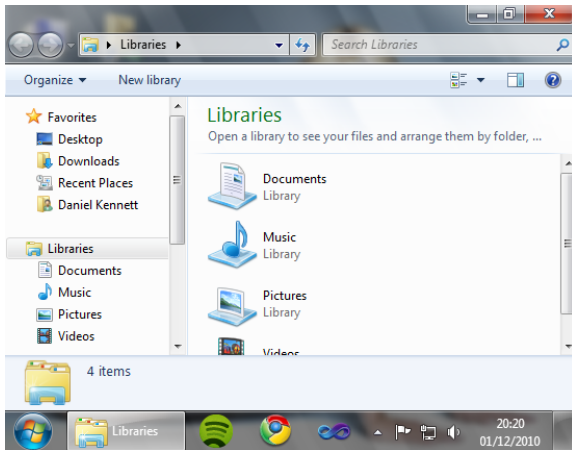 Libraries
Search Libraries
Organize
New library
Favorites
Desktop
Downloads
Recent Places
Daniel Kennett
Libraries
Documents
Music
Pictures
Videos
Libraries
Open a library to see your files and arrange them by folder, ...
Documents
Library
Music
Library
Pictures
Library
Videos
4 items
Libraries
20:20
01/12/2010